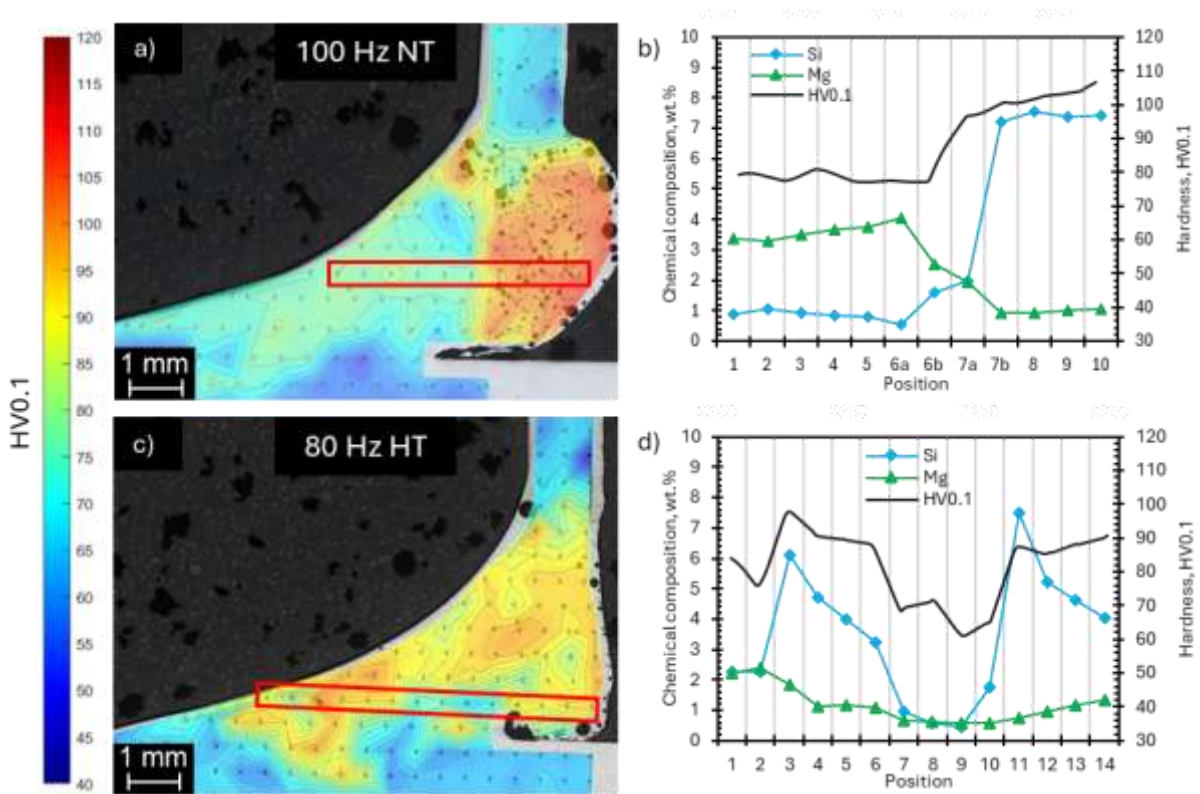 a)
100 Hz NT
1 mm
HV0.1
120
115
110
105
100
95
90
85
80
75
70
65
60
55
50
45
40
b)
Si
Mg
HV0.1
Chemical composition, wt.%
10
9
8
7
6
5
4
3
2
1
0
Hardness, HV0.1
120
110
100
90
80
70
60
50
40
30
1 2 3 4 5 6a 6b 7a 7b 8 9 10
Position
c)
80 Hz HT
1 mm
d)
Si
Mg
HV0.1
Chemical composition, wt.%
10
9
8
7
6
5
4
3
2
1
0
Hardness, HV0.1
120
110
100
90
80
70
60
50
40
30
1 2 3 4 5 6 7 8 9 10 11 12 13 14
Position